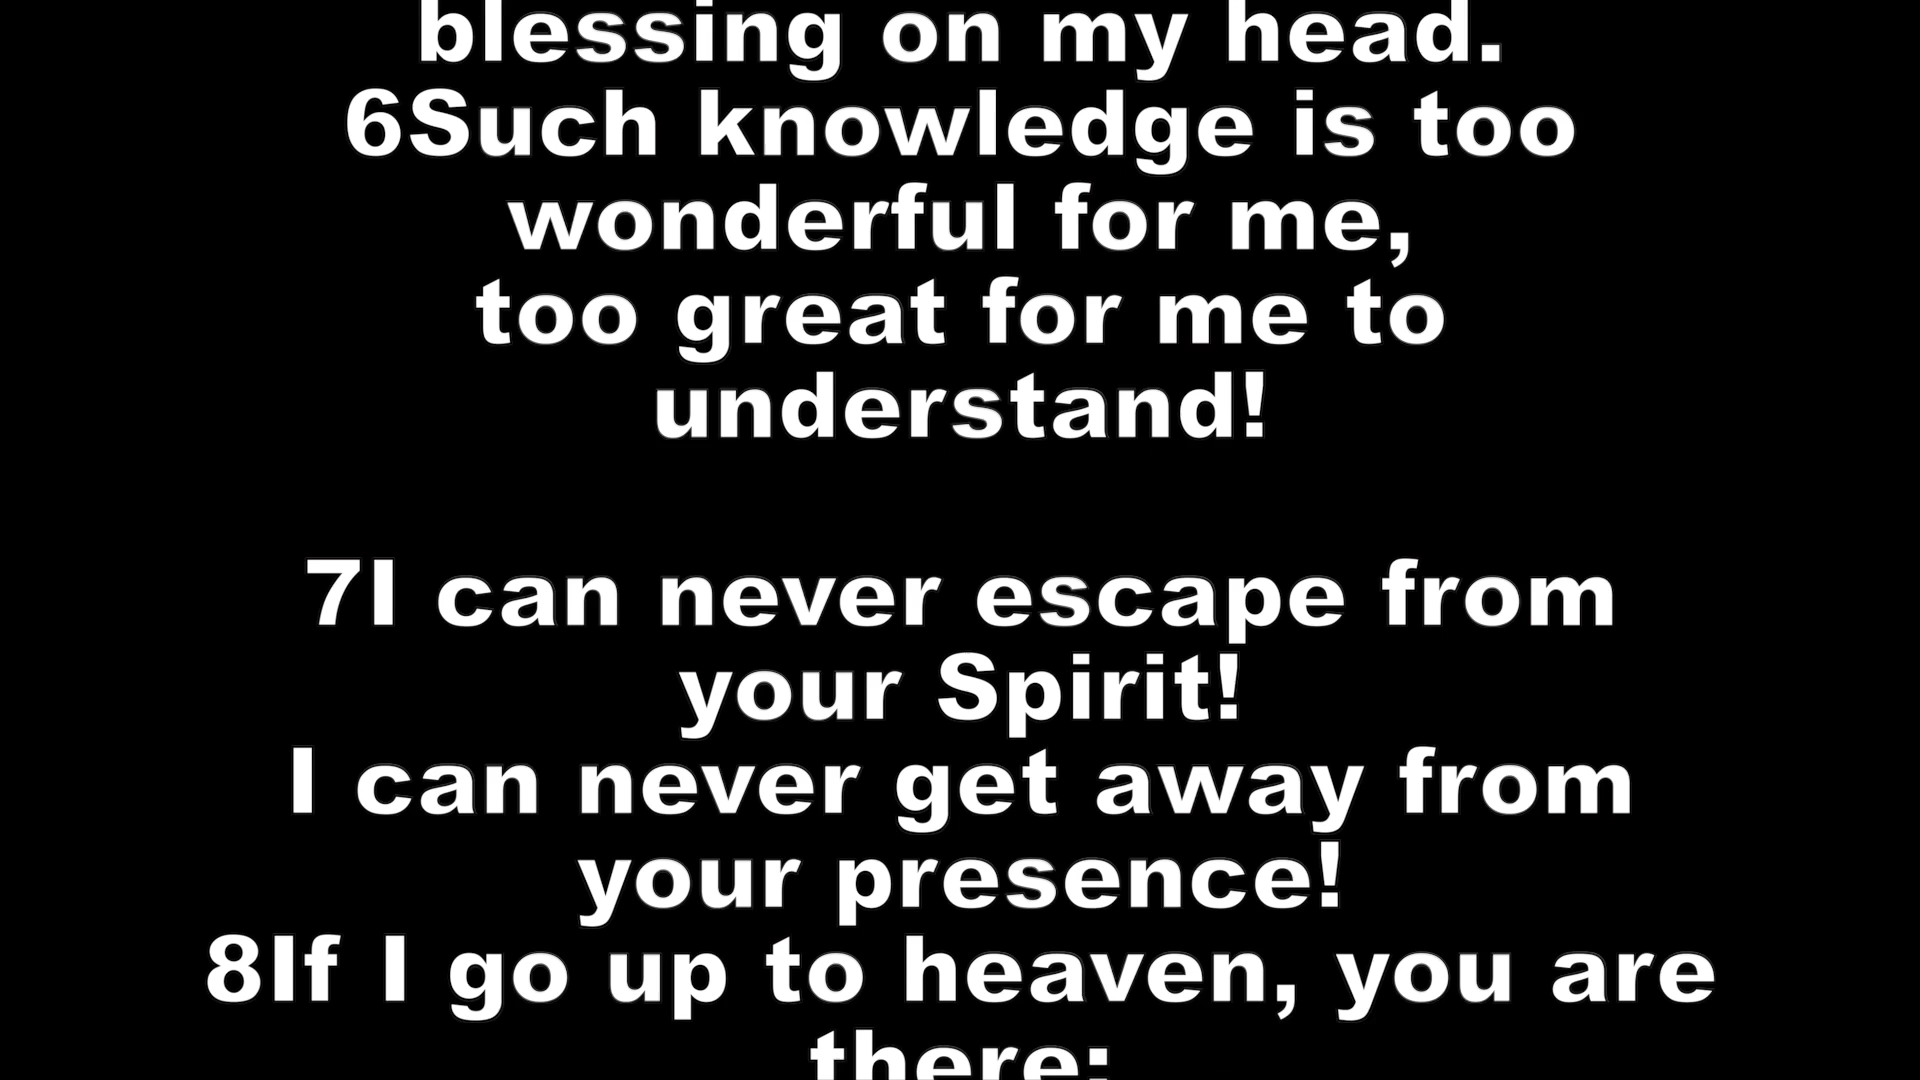 blessing on my head.
6Such knowledge is too
wonderful for me,
too great for me to
understand!
7I can never escape from
your Spirit!
I can never get away from
your presence!
8If I go up to heaven, you are
there;